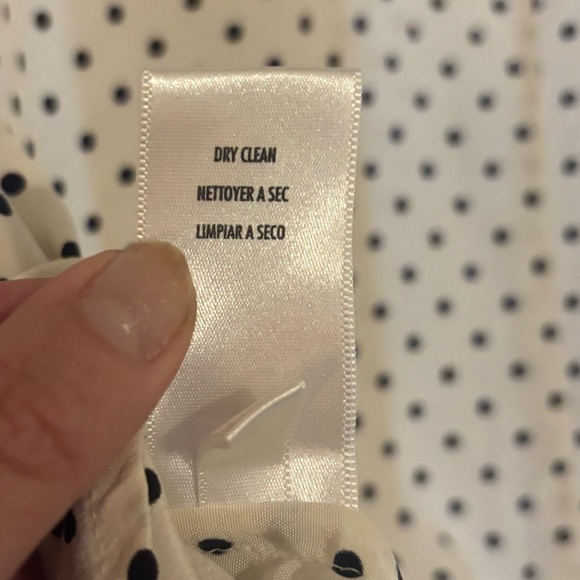 DRY CLEAN
NETTOYER A SEC
LIMPIAR A SECO